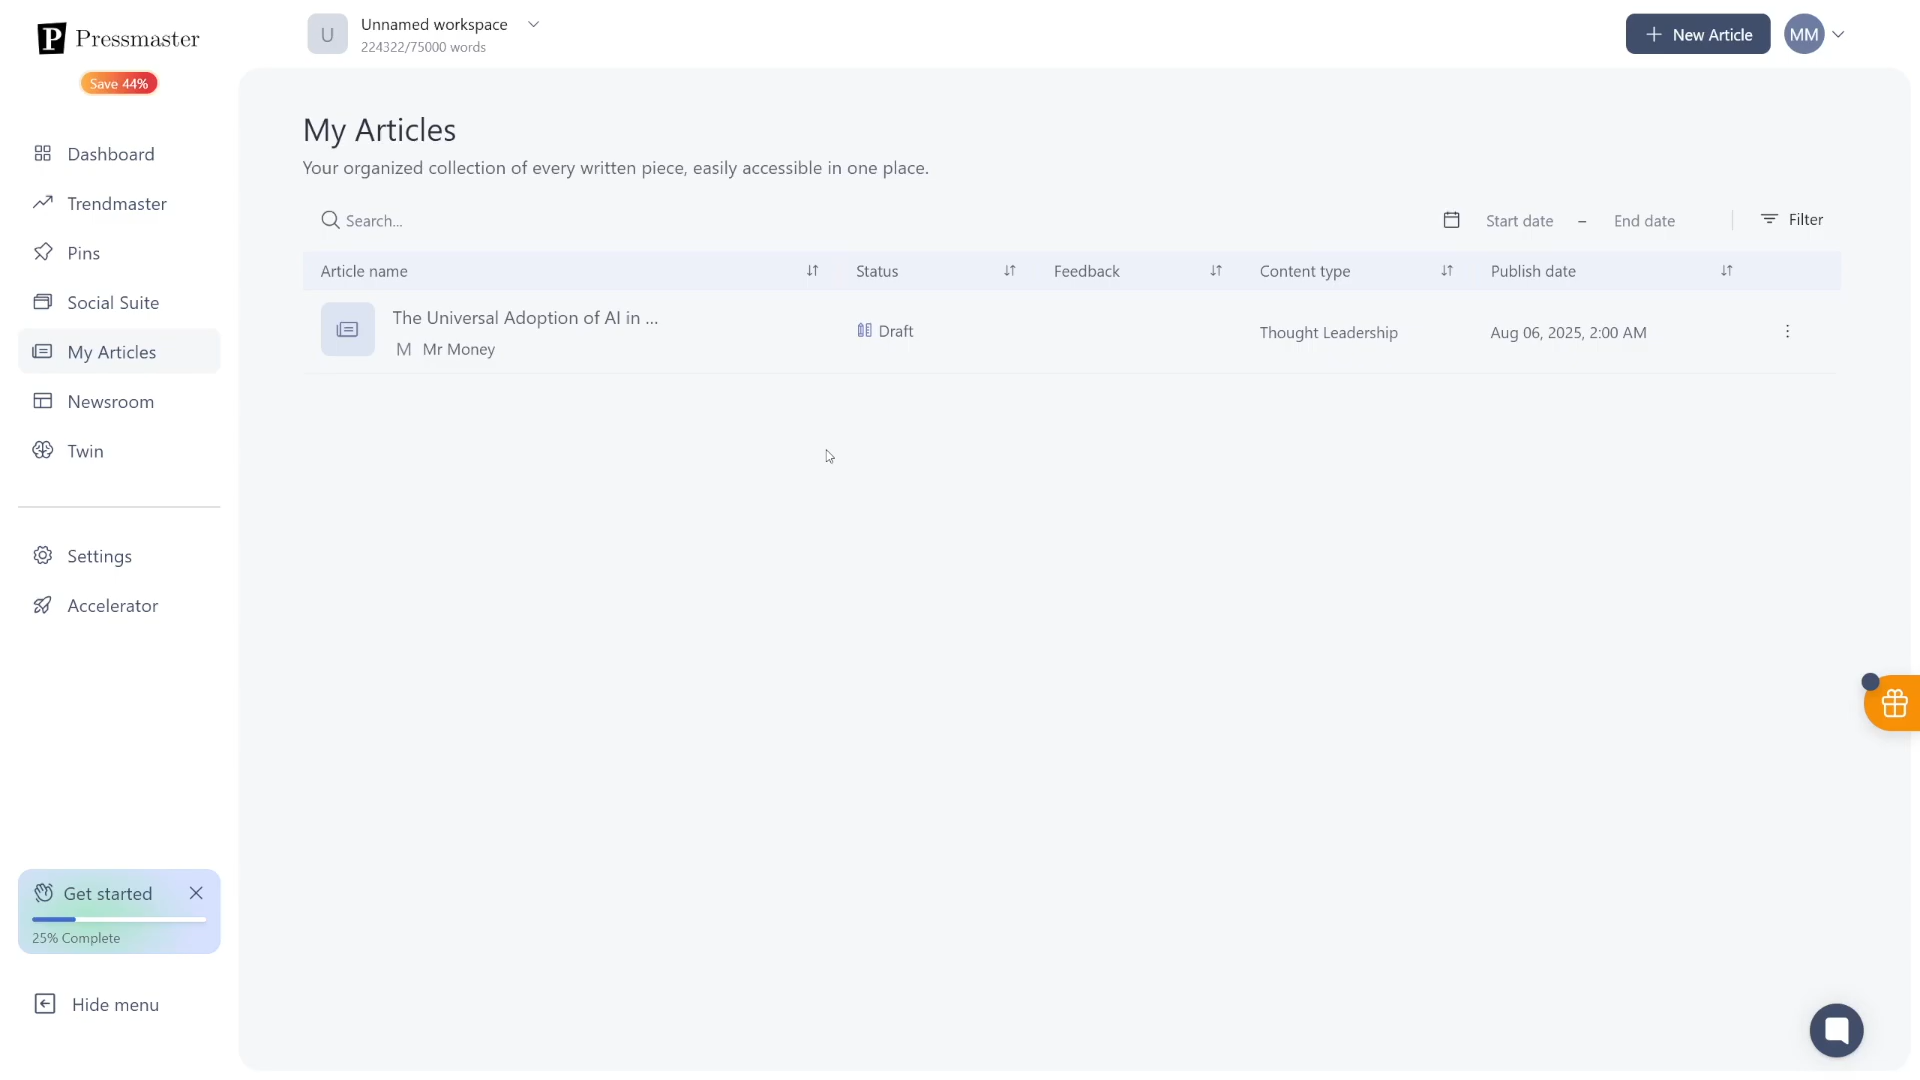 P Pressmaster
Save 44%
U
Unnamed workspace
224322/75000 words
New Article
MM
Dashboard
Trendmaster
Pins
Social Suite
My Articles
Newsroom
Twin
Settings
Accelerator
Get started
25% Complete
Hide menu
My Articles
Your organized collection of every written piece, easily accessible in one place.
Search...
Start date – End date
Filter
Article name Status Feedback Content type Publish date
The Universal Adoption of AI in ...
M Mr Money
Draft
Thought Leadership
Aug 06, 2025, 2:00 AM